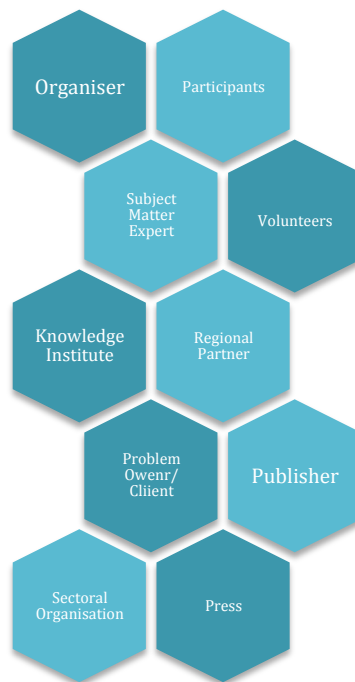 Organiser
Participants
Subject
Matter
Expert
Volunteers
Knowledge
Institute
Regional
Partner
Problem
Owenr/
Cliient
Publisher
Sectoral
Organisation
Press